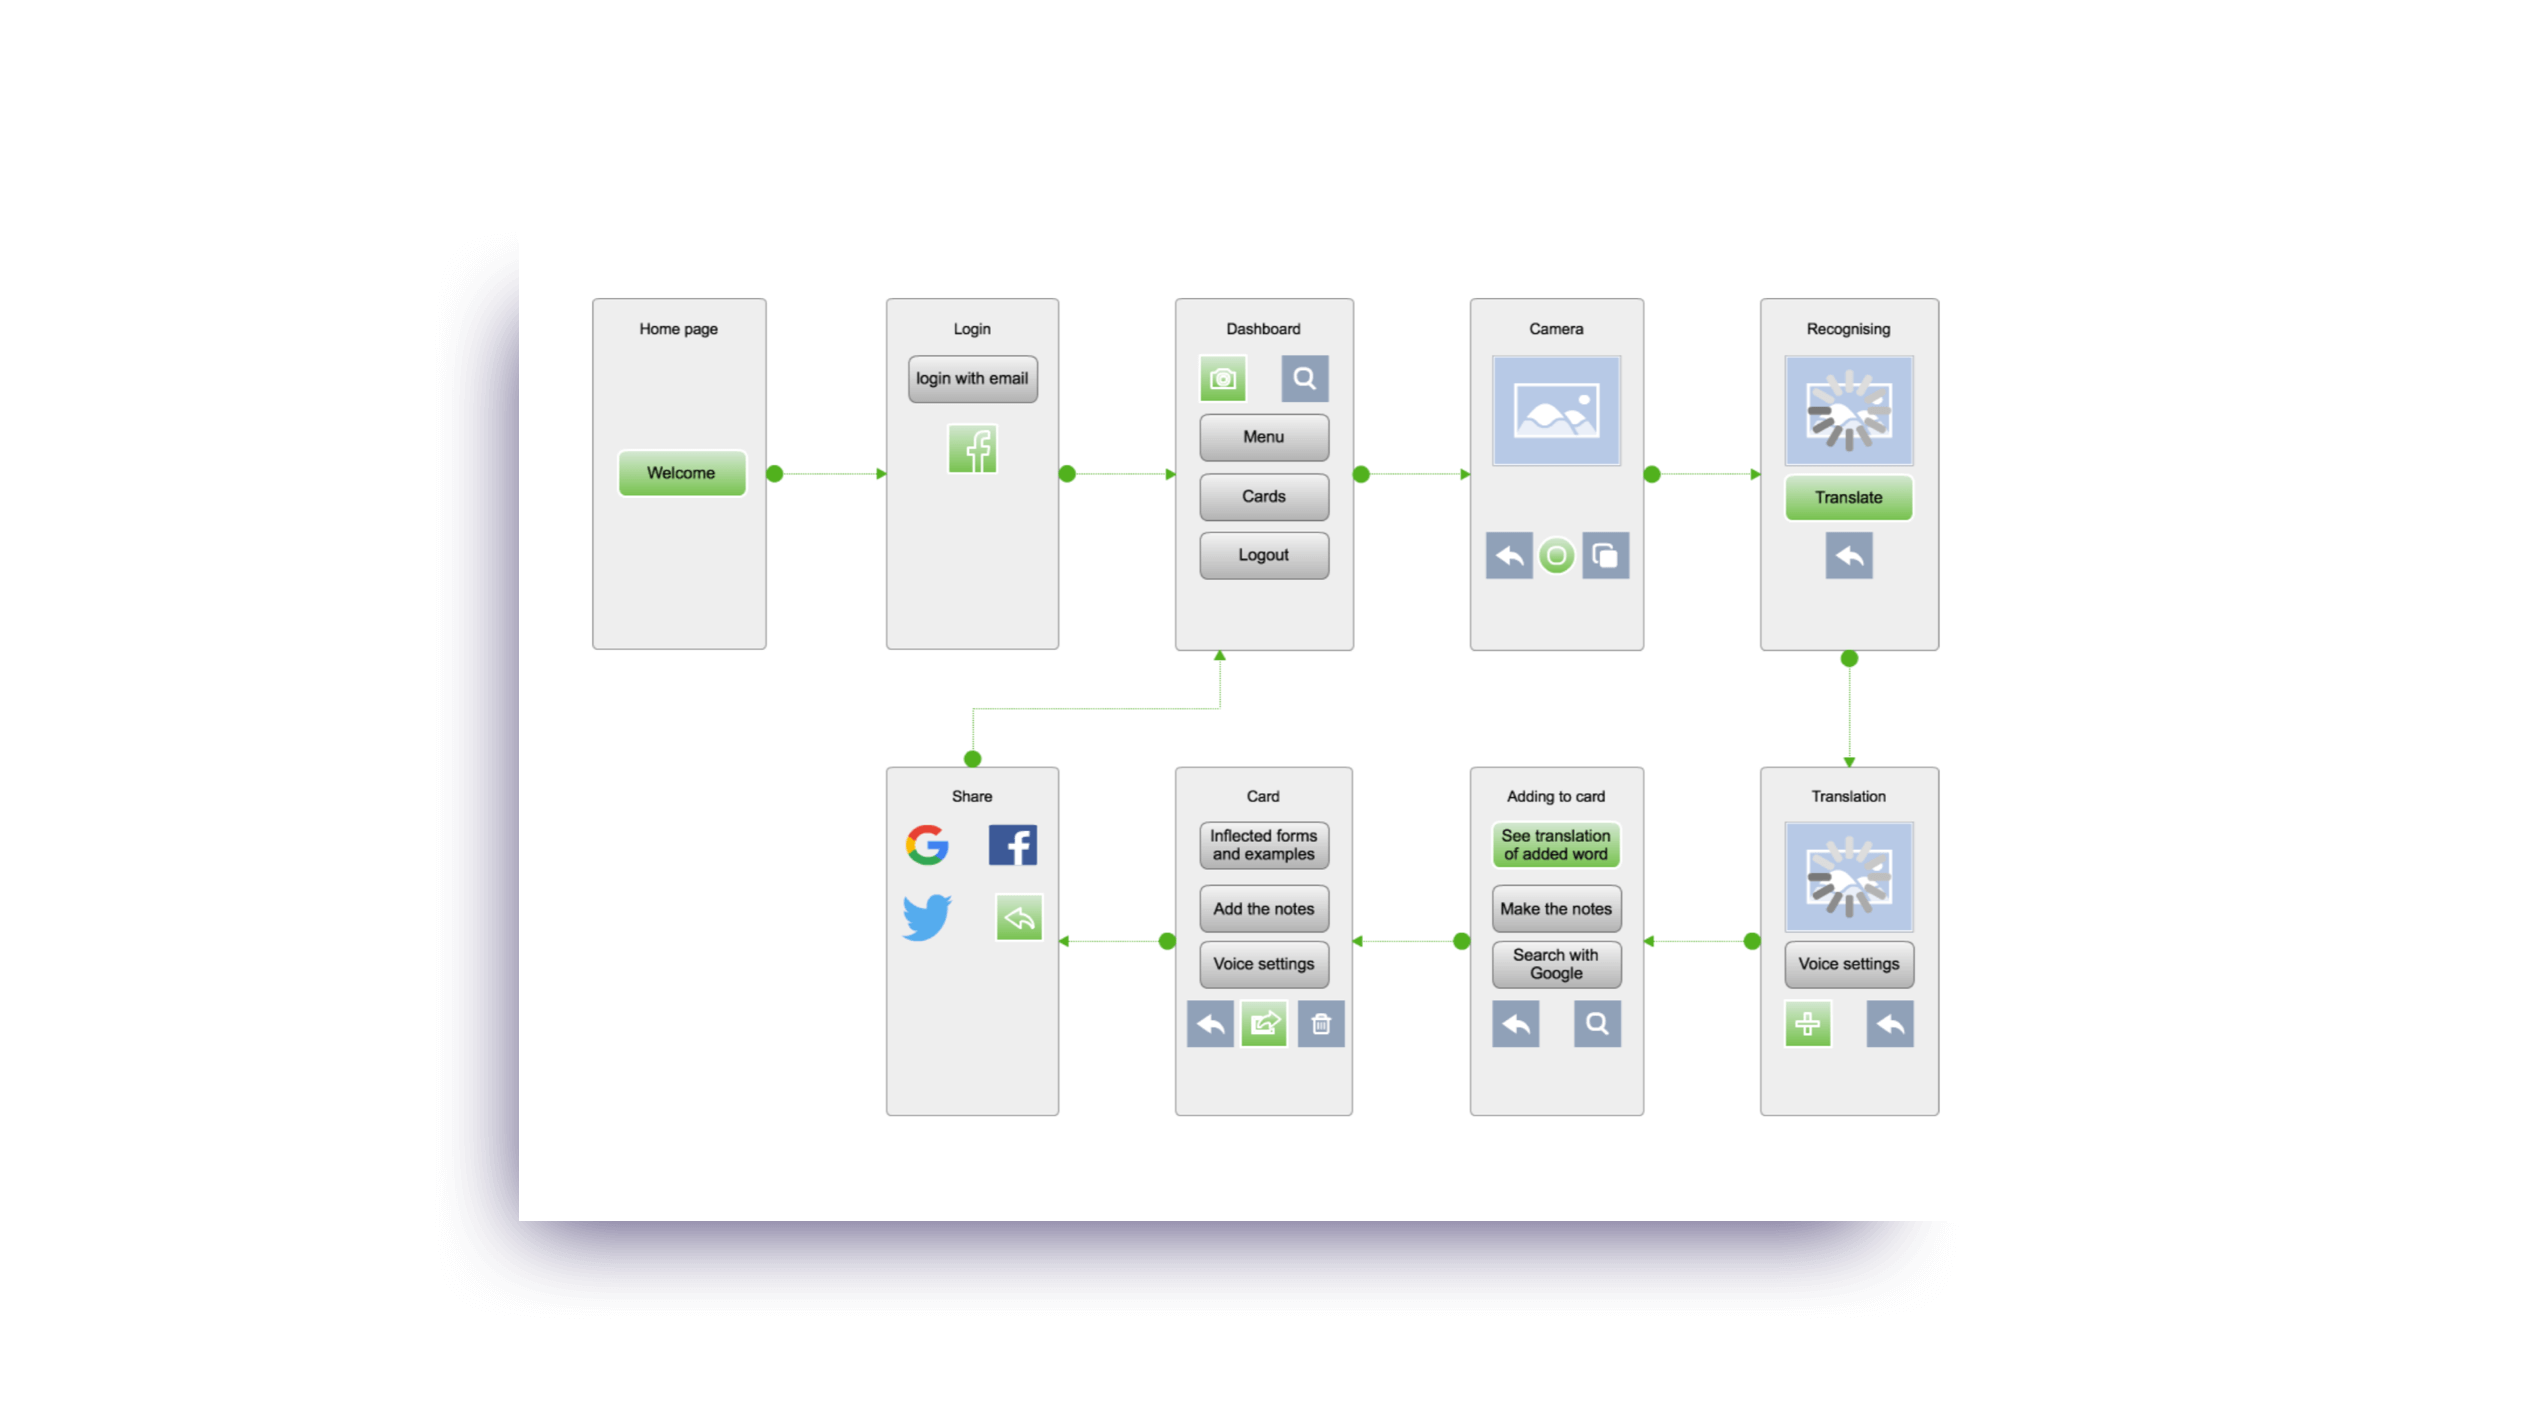 Home page
Welcome
Login
login with email
Dashboard
Menu
Cards
Logout
Camera
Recognising
Translate
Share
Card
Inflected forms
and examples
Add the notes
Voice settings
Adding to card
See translation
of added word
Make the notes
Search with
Google
Translation
Voice settings